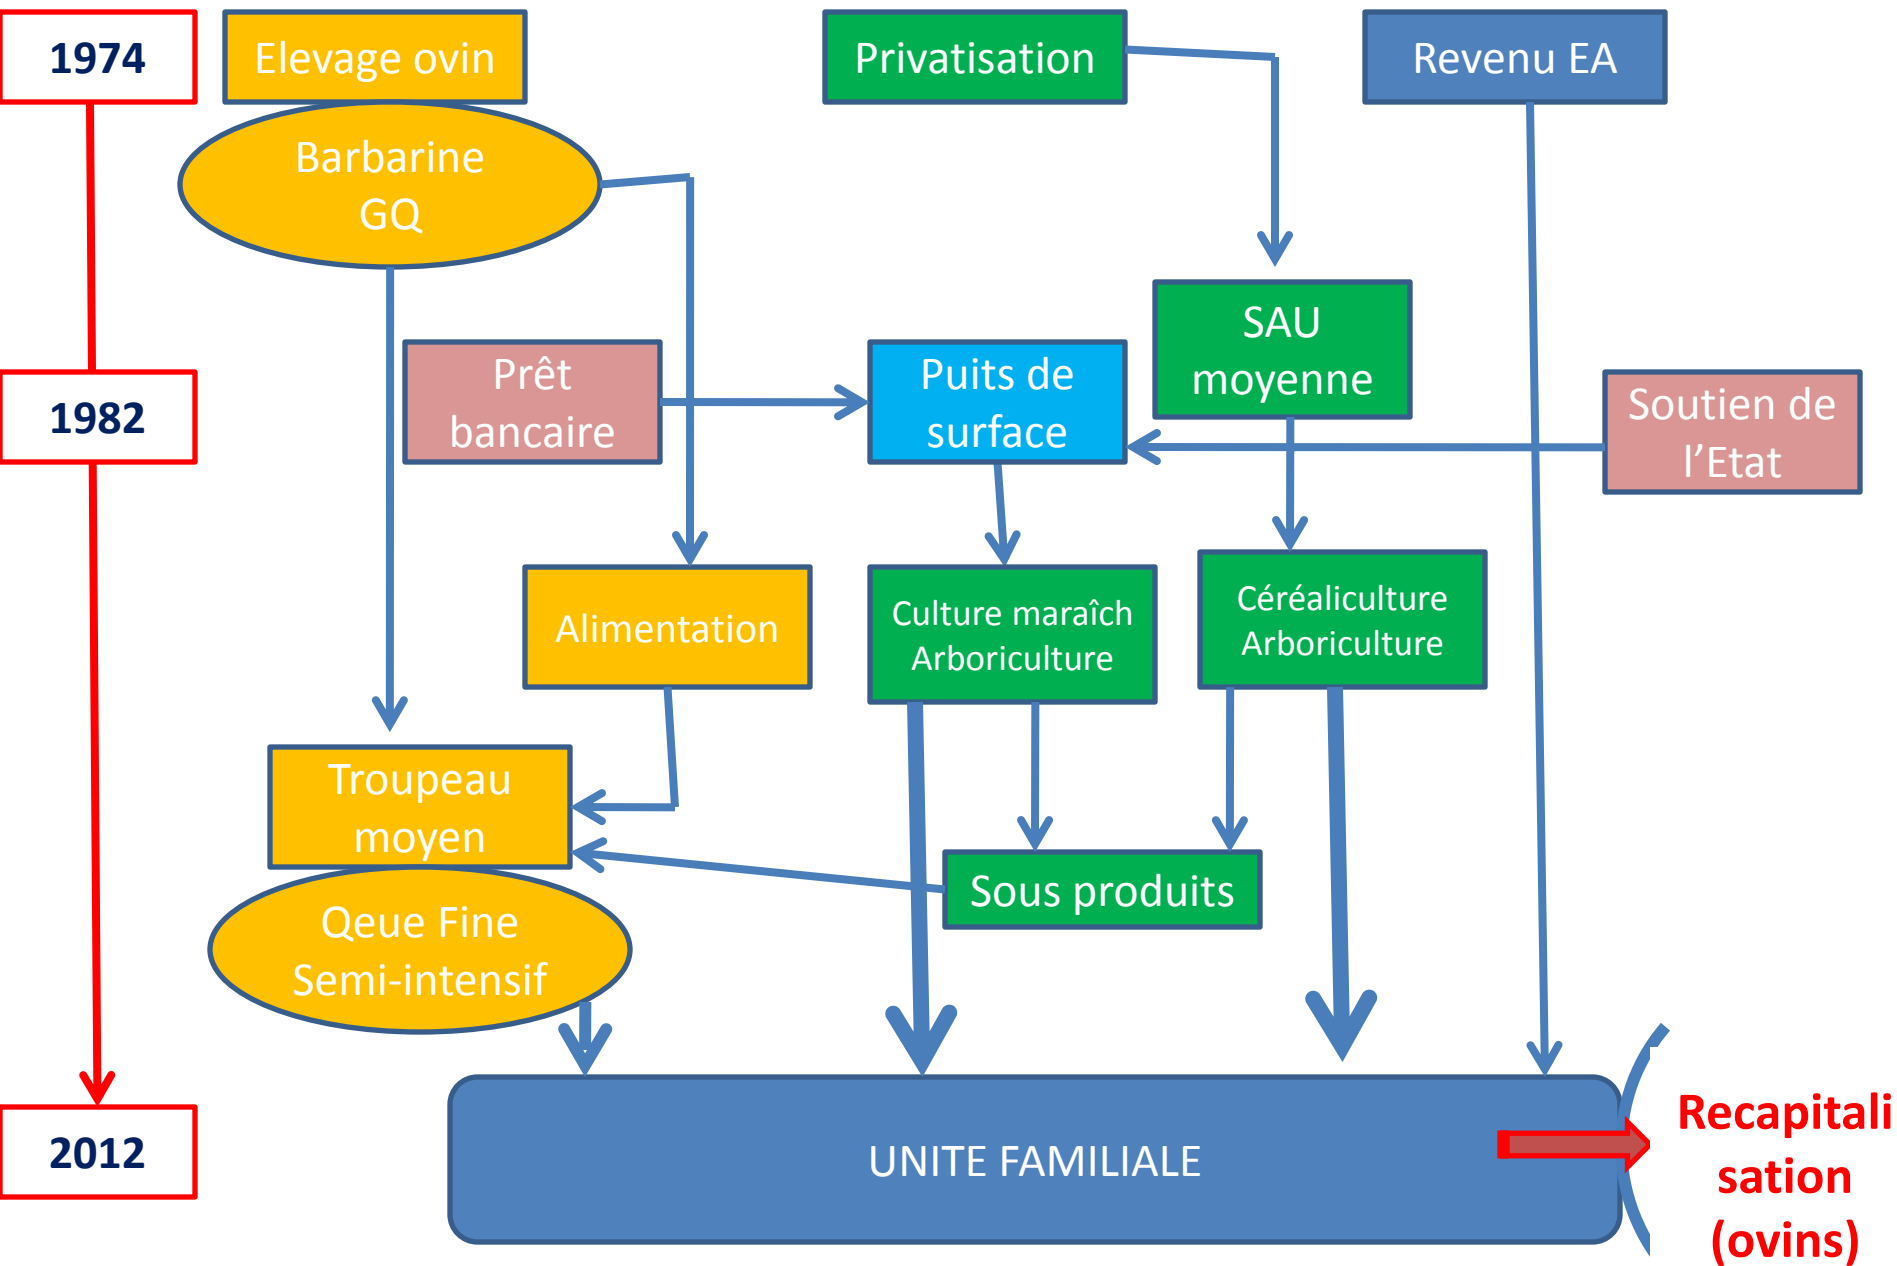 1974
Elevage ovin
Privatisation
Revenu EA
Barbarine
GQ
SAU
moyenne
1982
Prêt
bancaire
Puits de
surface
Soutien de
l’Etat
Alimentation
Culture maraîch
Arboriculture
Céréaliculture
Arboriculture
Troupeau
moyen
Sous produits
Qeue Fine
Semi-intensif
2012
UNITE FAMILIALE
Recapitali
sation
(ovins)